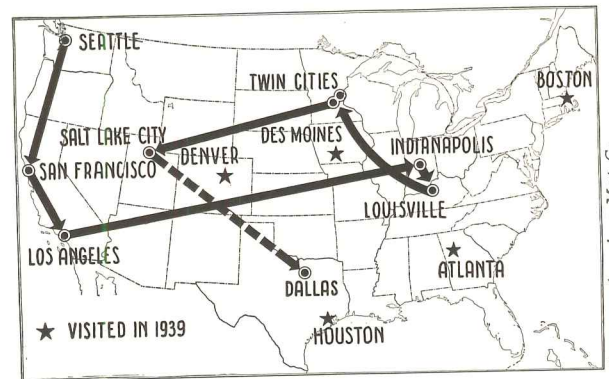 SEATTLE
TWIN CITIES
BOSTON
SALT LAKE CITY
DES MOINES
INDIANAPOLIS
DENVER
SAN FRANCISCO
LOUISVILLE
LOS ANGELES
ATLANTA
DALLAS
★ VISITED IN 1939
HOUSTON